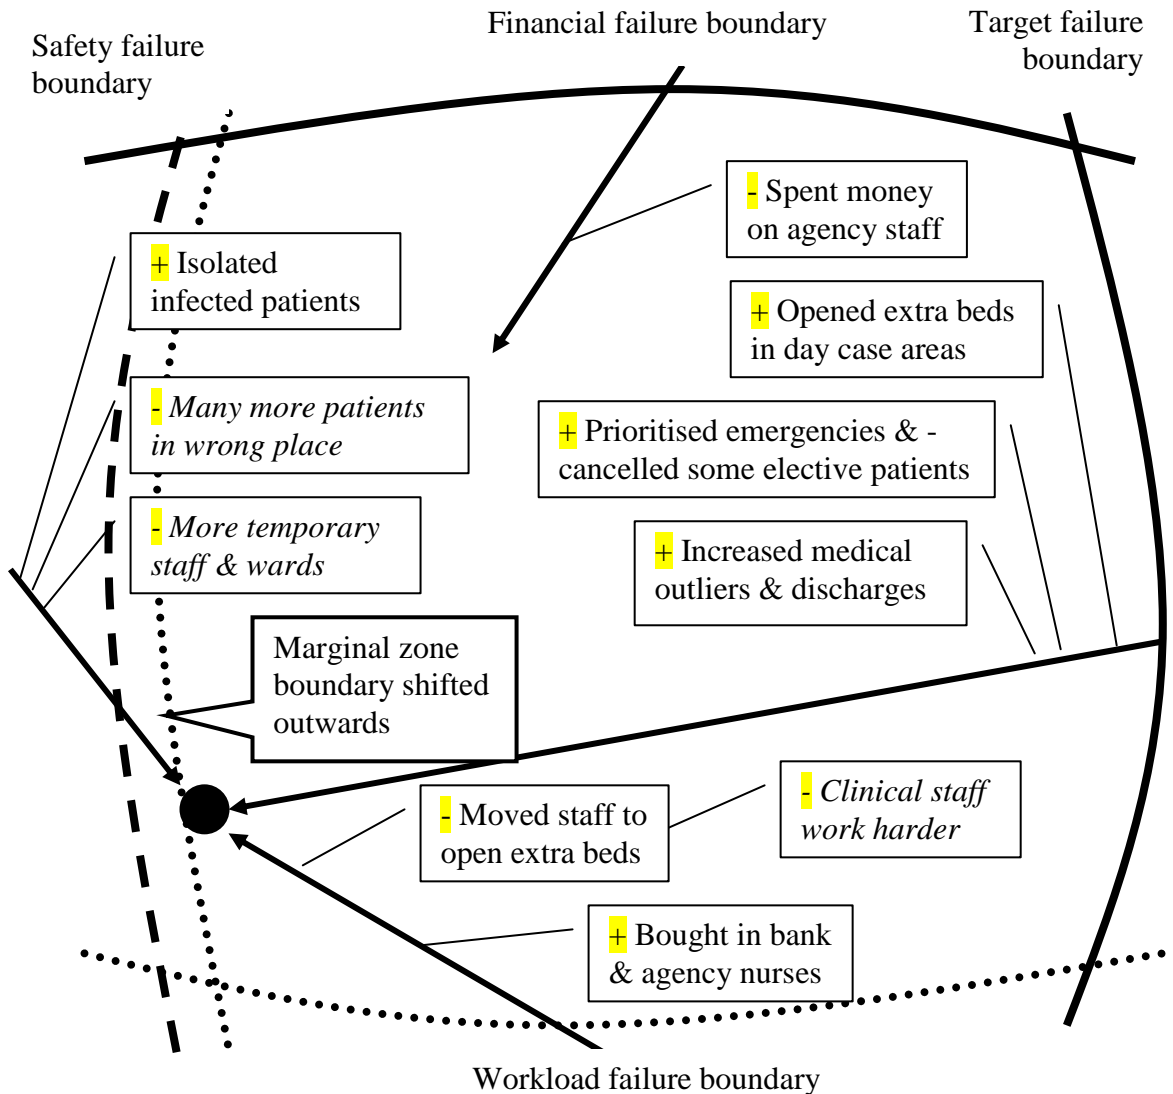 Financial failure boundary
Safety failure
boundary
Target failure
boundary
- Spent money
on agency staff
+ Isolated
infected patients
+ Opened extra beds
in day case areas
- Many more patients
in wrong place
+ Prioritised emergencies & -
cancelled some elective patients
- More temporary
staff & wards
+ Increased medical
outliers & discharges
Marginal zone
boundary shifted
outwards
- Moved staff to
open extra beds
- Clinical staff
work harder
+ Bought in bank
& agency nurses
Workload failure boundary